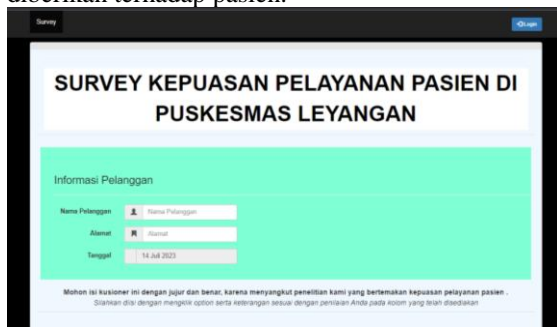 diberikan terhadap pasien.
Survey
Login
SURVEY KEPUASAN PELAYANAN PASIEN DI
PUSKESMAS LEYANGAN
Informasi Pelanggan
Nama Pelanggan Nama Pelanggan
Alamat Alamat
Tanggal 14 Juli 2023
Mohon isi kusioner ini dengan jujur dan benar, karena menyangkut penelitian kami yang bertemakan kepuasan pelayanan pasien .
Silahkan diisi dengan mengklik option serta keterangan sesuai dengan penilaian Anda pada kolom yang telah disediakan